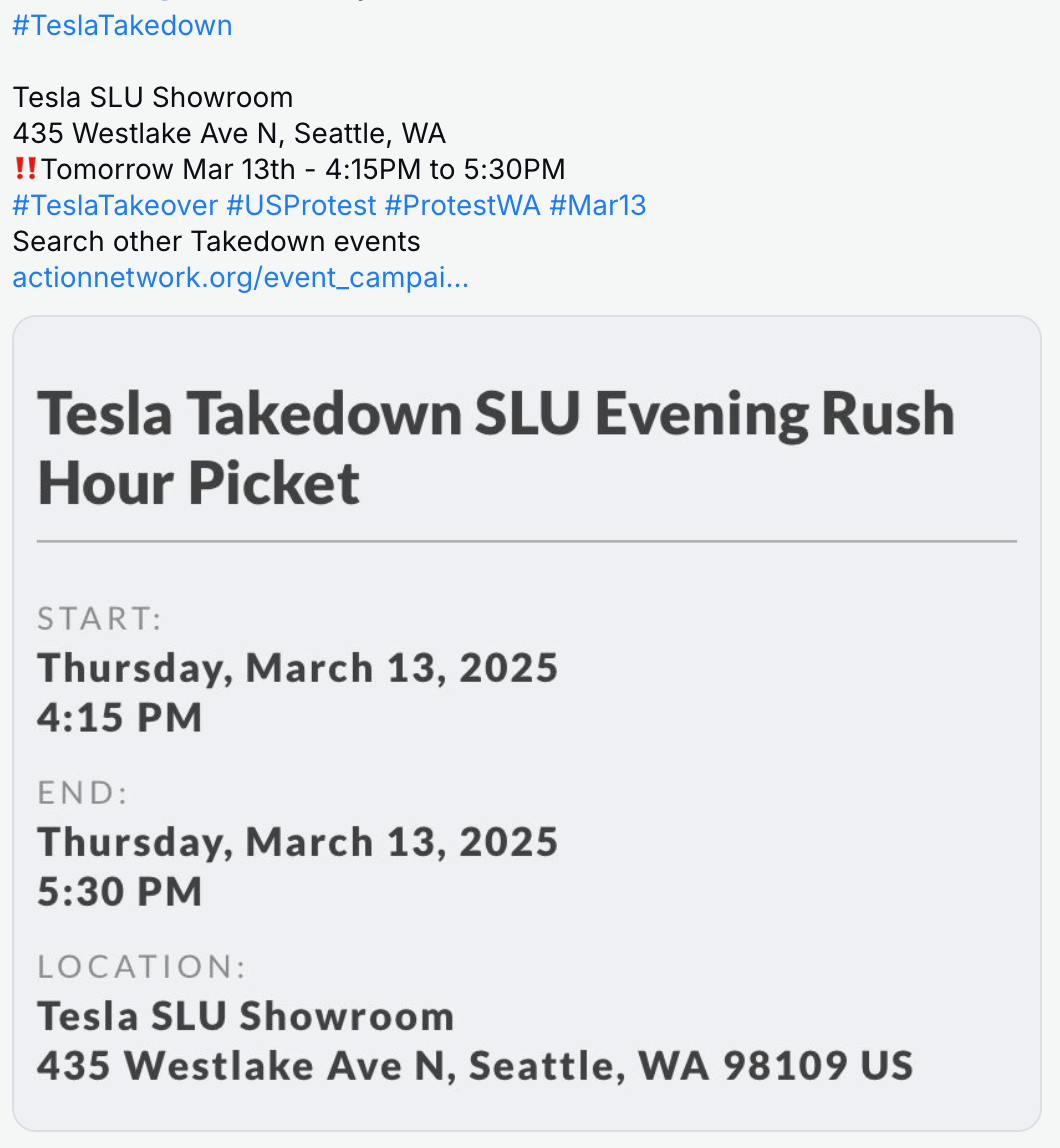 #TeslaTakedown
Tesla SLU Showroom
435 Westlake Ave N, Seattle, WA
‼️Tomorrow Mar 13th - 4:15PM to 5:30PM
#TeslaTakeover #USProtest #ProtestWA #Mar13
Search other Takedown events
actionnetwork.org/event_campai...
Tesla Takedown SLU Evening Rush
Hour Picket
START:
Thursday, March 13, 2025
4:15 PM
END:
Thursday, March 13, 2025
5:30 PM
LOCATION:
Tesla SLU Showroom
435 Westlake Ave N, Seattle, WA 98109 US